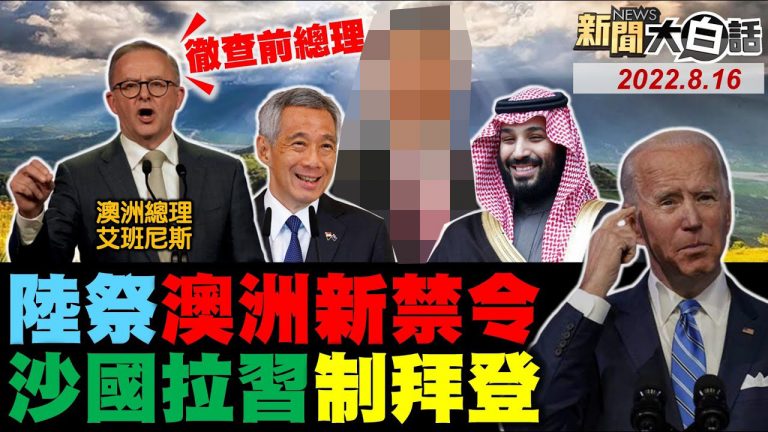 徹查前總理
NEWS
新聞大白話
2022.8.16
澳洲總理
艾班尼斯
陸祭澳洲新禁令
沙國拉習制拜登